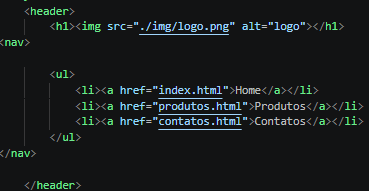 <header>
<h1><img src="./img/logo.png" alt="logo"></h1>
<nav>
<ul>
<li><a href="index.html">Home</a></li>
<li><a href="produtos.html">Produtos</a></li>
<li><a href="contatos.html">Contatos</a></li>
</ul>
</nav>
</header>